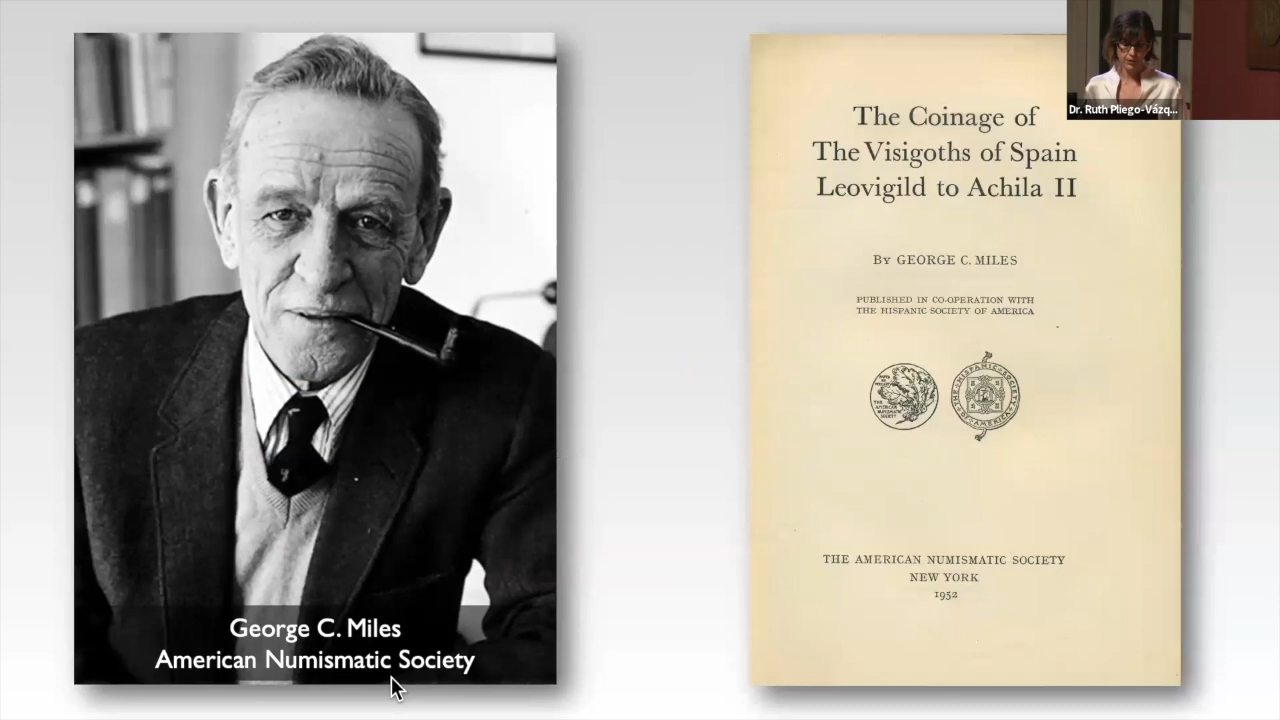 Dr. Ruth Pliego-Vázq...
The Coinage of
The Visigoths of Spain
Leovigild to Achila II
By GEORGE C. MILES
PUBLISHED IN CO-OPERATION WITH
THE HISPANIC SOCIETY OF AMERICA
THE AMERICAN NUMISMATIC SOCIETY
NEW YORK
1952
George C. Miles
American Numismatic Society